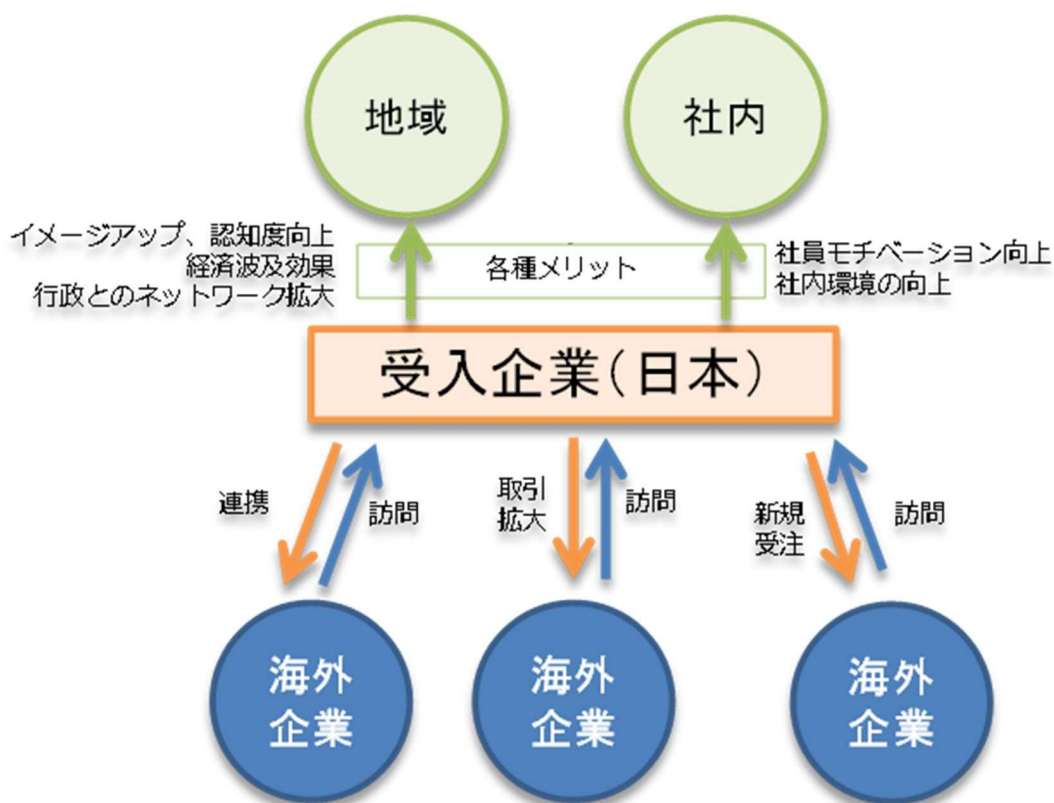 地域
社内
イメージアップ、認知度向上
経済波及効果
行政とのネットワーク拡大
各種メリット
社員モチベーション向上
社内環境の向上
受入企業(日本)
連携
訪問
取引
拡大
訪問
新規
受注
訪問
海外
企業
海外
企業
海外
企業